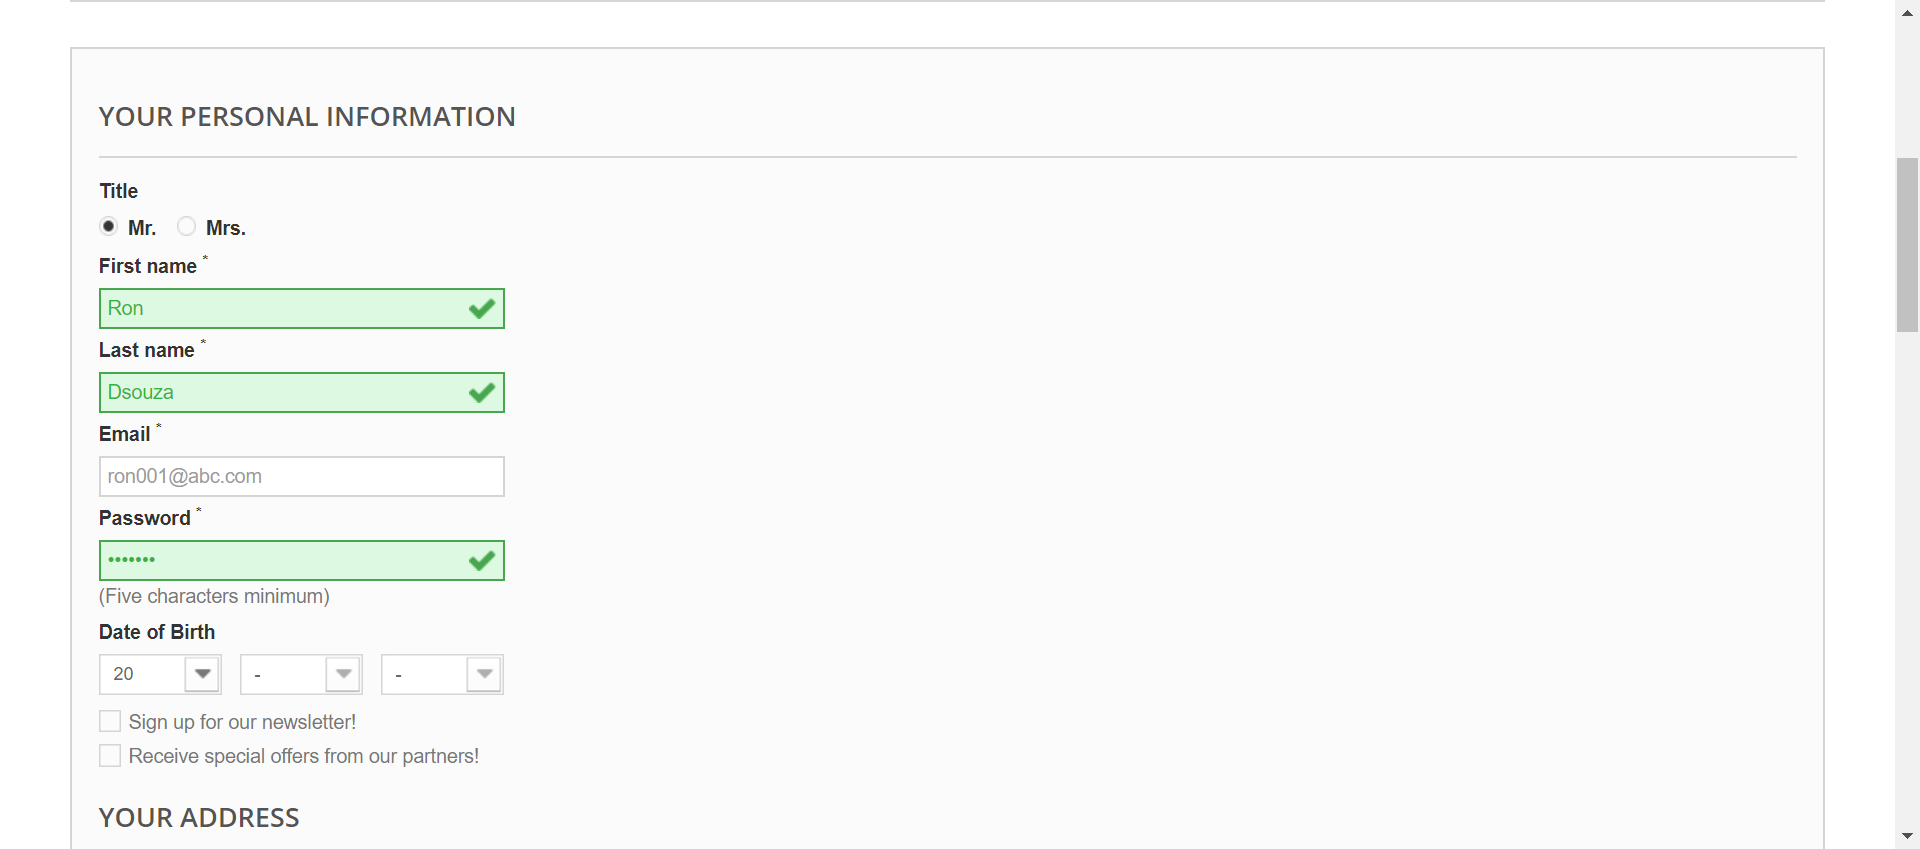 YOUR PERSONAL INFORMATION
Title
Mr. Mrs.
First name *
Ron
Last name *
Dsouza
Email *
ron001@abc.com
Password *
•••••••
(Five characters minimum)
Date of Birth
20 - -
Sign up for our newsletter!
Receive special offers from our partners!
YOUR ADDRESS